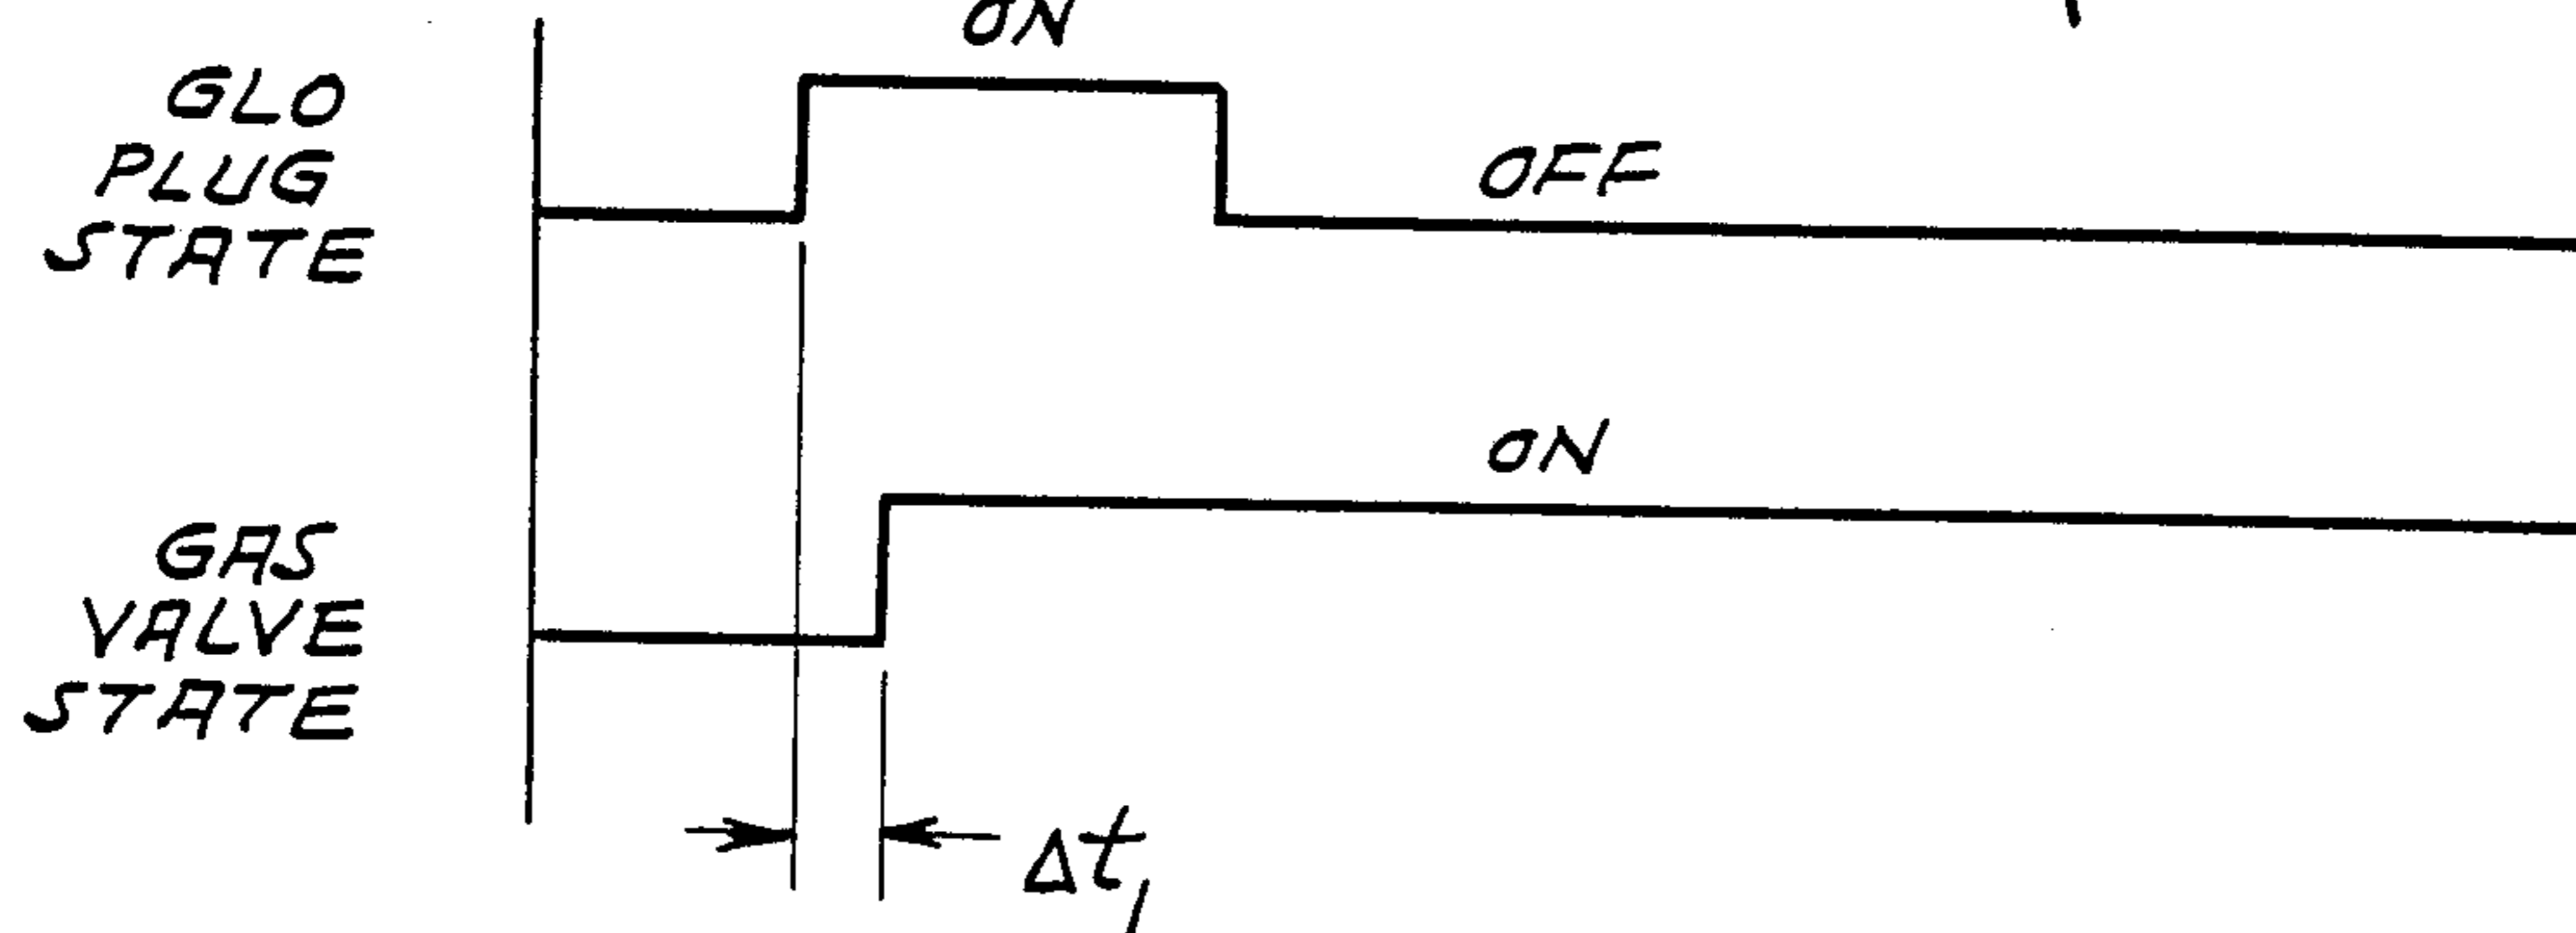 ON
GLO
PLUG
STATE
OFF
ON
GAS
VALVE
STATE
Δt₁